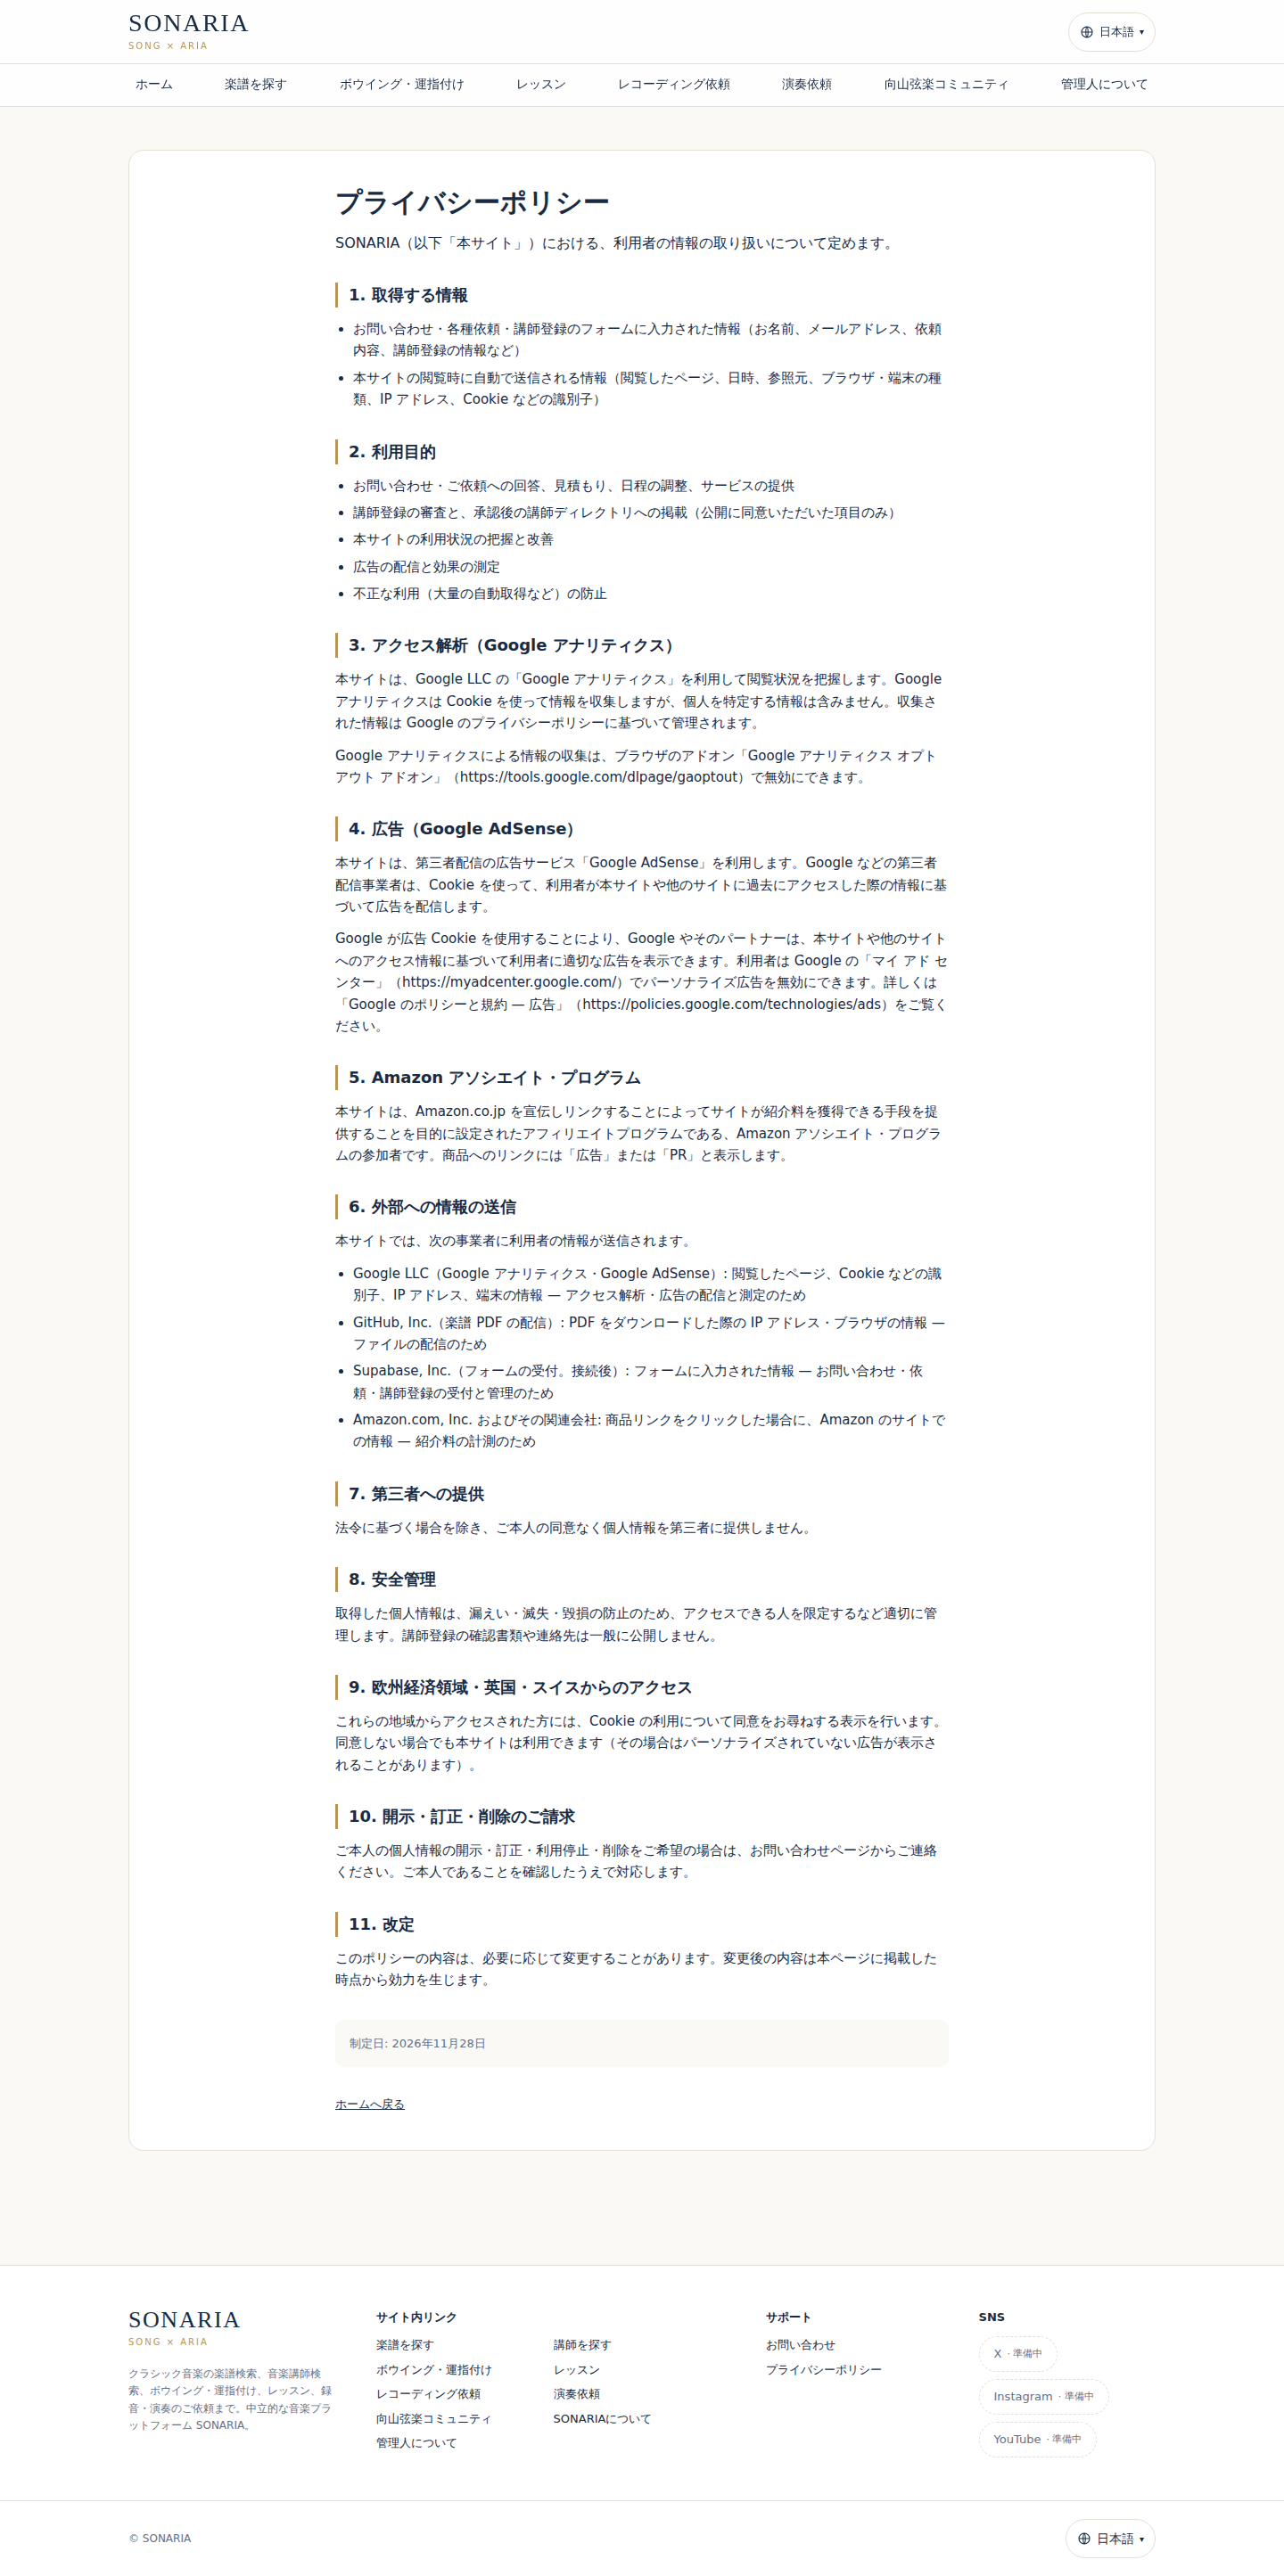 SONARIA
SONG × ARIA
日本語 ▾
ホーム 楽譜を探す ボウイング・運指付け レッスン レコーディング依頼 演奏依頼 向山弦楽コミュニティ 管理人について
プライバシーポリシー
SONARIA（以下「本サイト」）における、利用者の情報の取り扱いについて定めます。
1. 取得する情報
• お問い合わせ・各種依頼・講師登録のフォームに入力された情報（お名前、メールアドレス、依頼
内容、講師登録の情報など）
• 本サイトの閲覧時に自動で送信される情報（閲覧したページ、日時、参照元、ブラウザ・端末の種
類、IP アドレス、Cookie などの識別子）
2. 利用目的
• お問い合わせ・ご依頼への回答、見積もり、日程の調整、サービスの提供
• 講師登録の審査と、承認後の講師ディレクトリへの掲載（公開に同意いただいた項目のみ）
• 本サイトの利用状況の把握と改善
• 広告の配信と効果の測定
• 不正な利用（大量の自動取得など）の防止
3. アクセス解析（Google アナリティクス）
本サイトは、Google LLC の「Google アナリティクス」を利用して閲覧状況を把握します。Google
アナリティクスは Cookie を使って情報を収集しますが、個人を特定する情報は含みません。収集さ
れた情報は Google のプライバシーポリシーに基づいて管理されます。
Google アナリティクスによる情報の収集は、ブラウザのアドオン「Google アナリティクス オプト
アウト アドオン」（https://tools.google.com/dlpage/gaoptout）で無効にできます。
4. 広告（Google AdSense）
本サイトは、第三者配信の広告サービス「Google AdSense」を利用します。Google などの第三者
配信事業者は、Cookie を使って、利用者が本サイトや他のサイトに過去にアクセスした際の情報に基
づいて広告を配信します。
Google が広告 Cookie を使用することにより、Google やそのパートナーは、本サイトや他のサイト
へのアクセス情報に基づいて利用者に適切な広告を表示できます。利用者は Google の「マイ アド セ
ンター」（https://myadcenter.google.com/）でパーソナライズ広告を無効にできます。詳しくは
「Google のポリシーと規約 — 広告」（https://policies.google.com/technologies/ads）をご覧く
ださい。
5. Amazon アソシエイト・プログラム
本サイトは、Amazon.co.jp を宣伝しリンクすることによってサイトが紹介料を獲得できる手段を提
供することを目的に設定されたアフィリエイトプログラムである、Amazon アソシエイト・プログラ
ムの参加者です。商品へのリンクには「広告」または「PR」と表示します。
6. 外部への情報の送信
本サイトでは、次の事業者に利用者の情報が送信されます。
• Google LLC（Google アナリティクス・Google AdSense）: 閲覧したページ、Cookie などの識
別子、IP アドレス、端末の情報 — アクセス解析・広告の配信と測定のため
• GitHub, Inc.（楽譜 PDF の配信）: PDF をダウンロードした際の IP アドレス・ブラウザの情報 —
ファイルの配信のため
• Supabase, Inc.（フォームの受付。接続後）: フォームに入力された情報 — お問い合わせ・依
頼・講師登録の受付と管理のため
• Amazon.com, Inc. およびその関連会社: 商品リンクをクリックした場合に、Amazon のサイトで
の情報 — 紹介料の計測のため
7. 第三者への提供
法令に基づく場合を除き、ご本人の同意なく個人情報を第三者に提供しません。
8. 安全管理
取得した個人情報は、漏えい・滅失・毀損の防止のため、アクセスできる人を限定するなど適切に管
理します。講師登録の確認書類や連絡先は一般に公開しません。
9. 欧州経済領域・英国・スイスからのアクセス
これらの地域からアクセスされた方には、Cookie の利用について同意をお尋ねする表示を行います。
同意しない場合でも本サイトは利用できます（その場合はパーソナライズされていない広告が表示さ
れることがあります）。
10. 開示・訂正・削除のご請求
ご本人の個人情報の開示・訂正・利用停止・削除をご希望の場合は、お問い合わせページからご連絡
ください。ご本人であることを確認したうえで対応します。
11. 改定
このポリシーの内容は、必要に応じて変更することがあります。変更後の内容は本ページに掲載した
時点から効力を生じます。
制定日: 2026年11月28日
ホームへ戻る
SONARIA
SONG × ARIA
クラシック音楽の楽譜検索、音楽講師検
索、ボウイング・運指付け、レッスン、録
音・演奏のご依頼まで。中立的な音楽プラ
ットフォーム SONARIA。
サイト内リンク
楽譜を探す 講師を探す
ボウイング・運指付け レッスン
レコーディング依頼 演奏依頼
向山弦楽コミュニティ SONARIAについて
管理人について
サポート
お問い合わせ
プライバシーポリシー
SNS
X · 準備中
Instagram · 準備中
YouTube · 準備中
© SONARIA
日本語 ▾